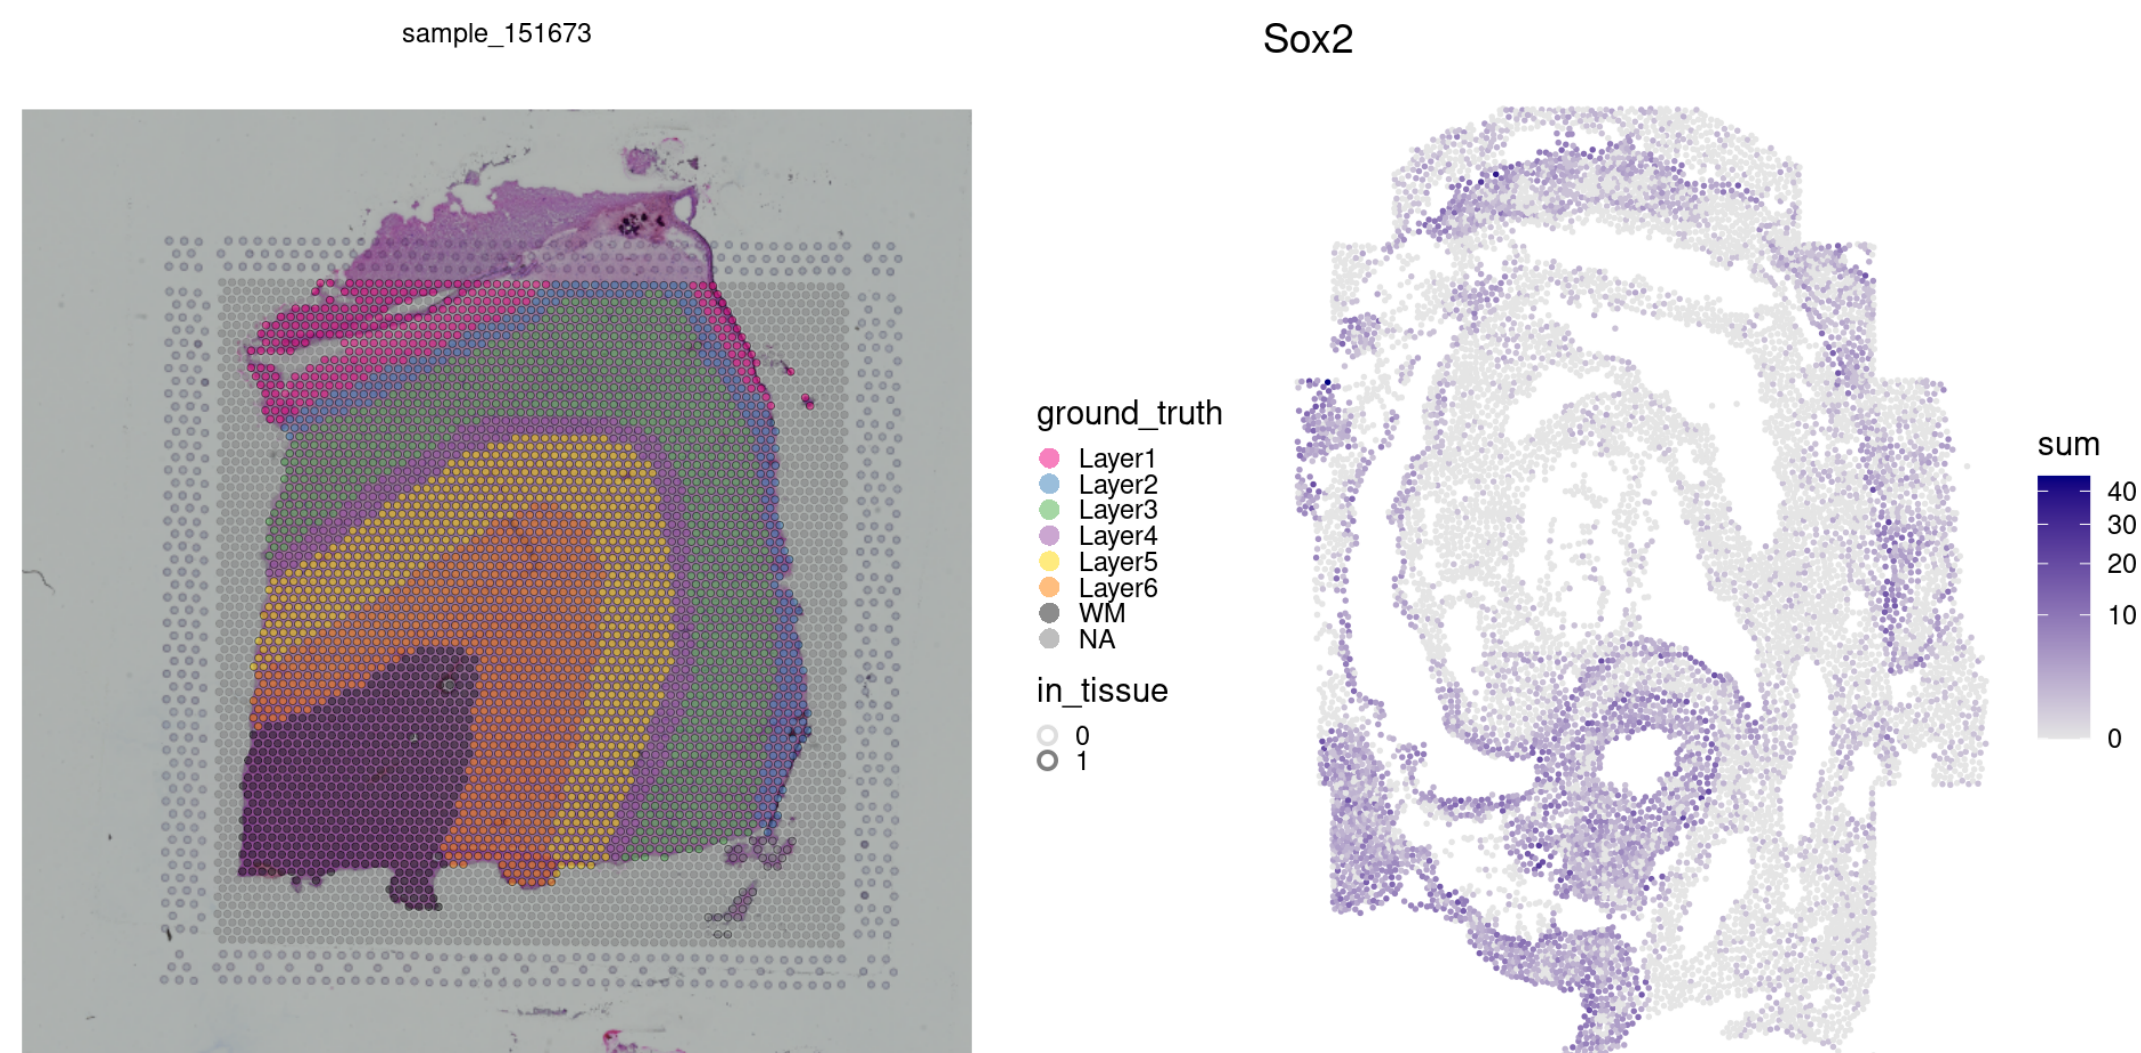 sample_151673
ground_truth
Layer1
Layer2
Layer3
Layer4
Layer5
Layer6
WM
NA
in_tissue
0
1
Sox2
sum
40
30
20
10
0